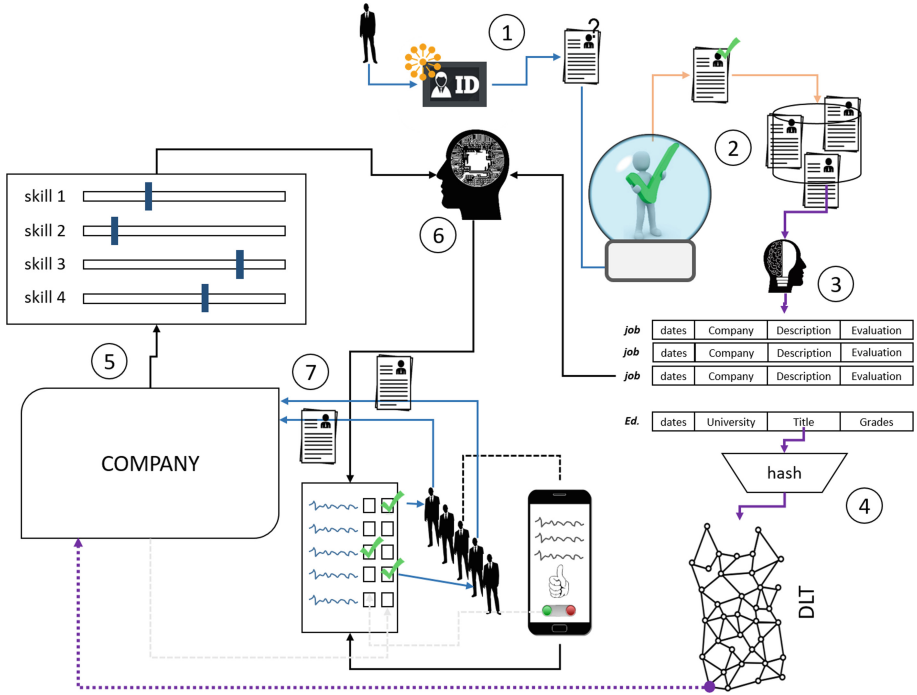 1
ID
?
2
skill 1
skill 2
skill 3
skill 4
6
3
job dates Company Description Evaluation
job dates Company Description Evaluation
job dates Company Description Evaluation
5
7
Ed. dates University Title Grades
COMPANY
hash
4
DLT